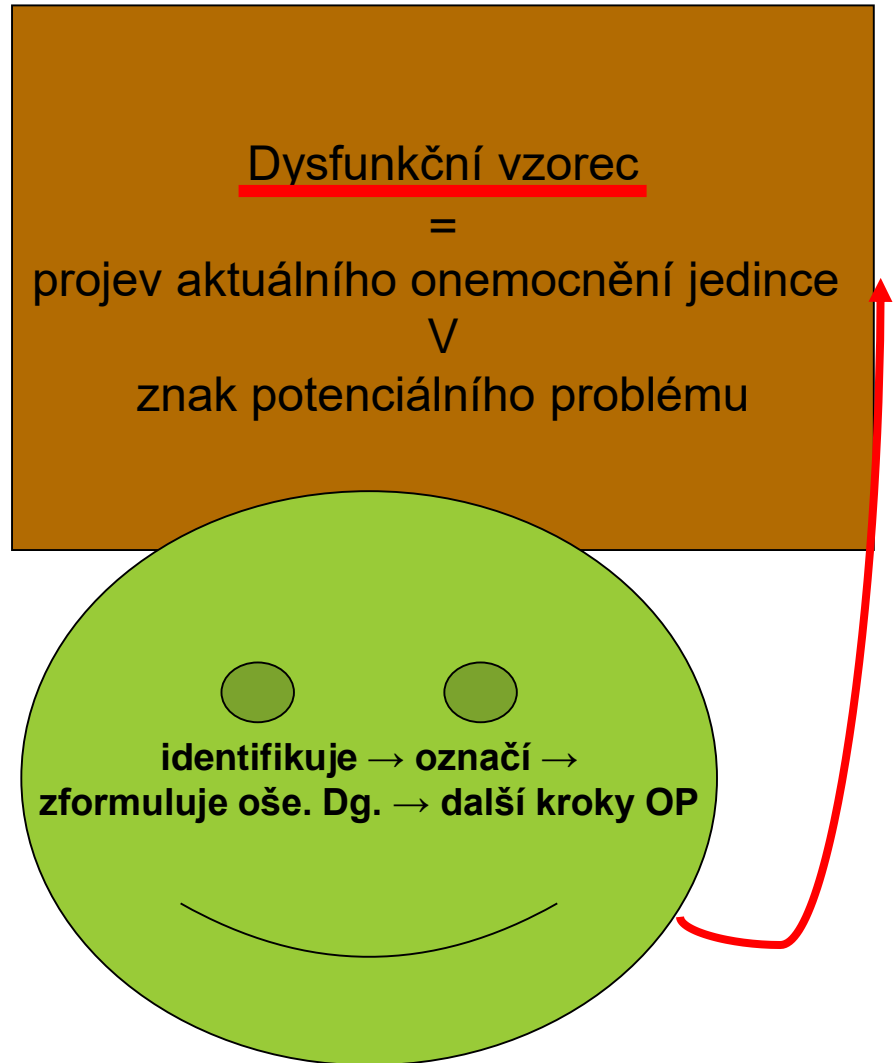 Dysfunkční vzorec
=
projev aktuálního onemocnění jedince
V
znak potenciálního problému
identifikuje → označí →
zformuluje oše. Dg. → další kroky OP